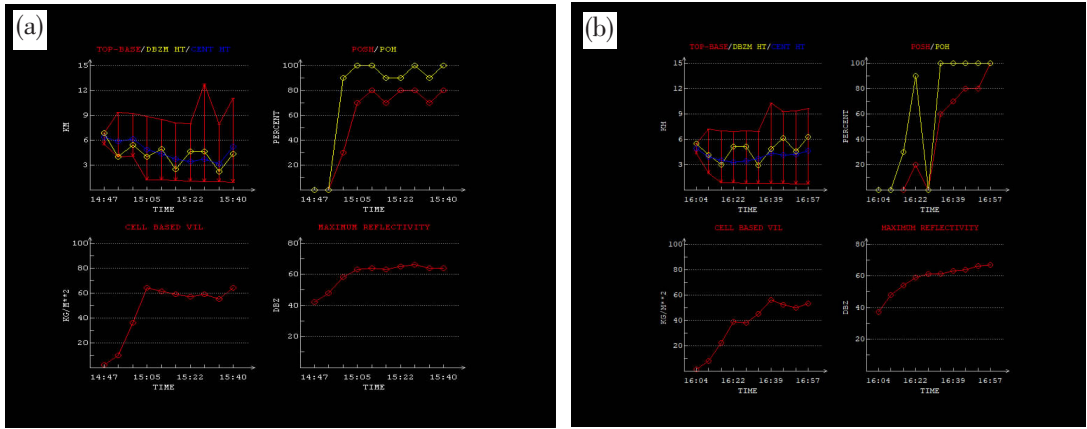 (a)
TOP-BASE/DBZM HT/CENT HT
15
12
9
6
3
KM
14:47 15:05 15:22 15:40
TIME
POSH/POH
100
80
60
40
20
PERCENT
14:47 15:05 15:22 15:40
TIME
CELL BASED VIL
100
80
60
40
20
KG/M**2
14:47 15:05 15:22 15:40
TIME
MAXIMUM REFLECTIVITY
80
60
40
20
DBZ
14:47 15:05 15:22 15:40
TIME
(b)
TOP-BASE/DBZM HT/CENT HT
15
12
9
6
3
KM
16:04 16:22 16:39 16:57
TIME
POSH/POH
100
80
60
40
20
PERCENT
16:04 16:22 16:39 16:57
TIME
CELL BASED VIL
100
80
60
40
20
KG/M**2
16:04 16:22 16:39 16:57
TIME
MAXIMUM REFLECTIVITY
80
60
40
20
DBZ
16:04 16:22 16:39 16:57
TIME